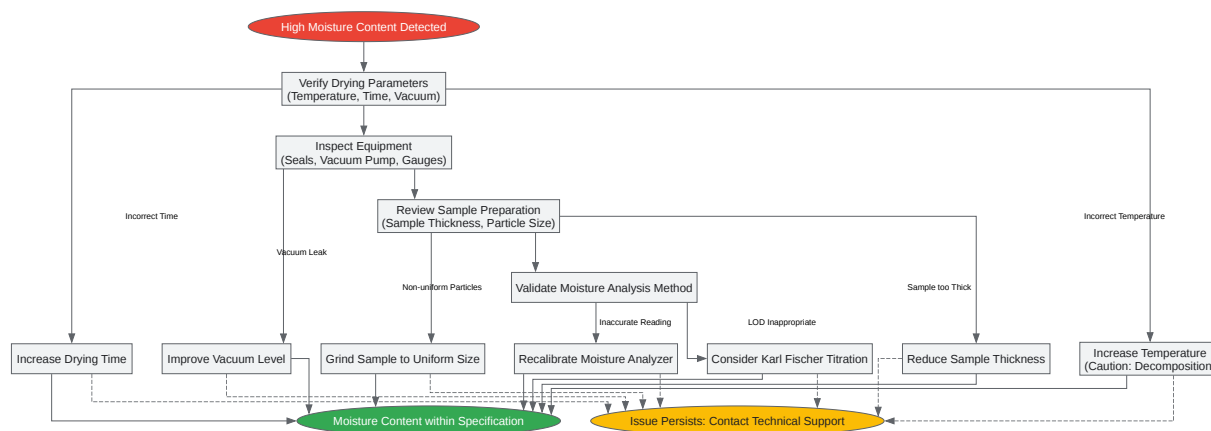 High Moisture Content Detected
Verify Drying Parameters
(Temperature, Time, Vacuum)
Inspect Equipment
(Seals, Vacuum Pump, Gauges)
Review Sample Preparation
(Sample Thickness, Particle Size)
Incorrect Time
Incorrect Temperature
Vacuum Leak
Non-uniform Particles
Validate Moisture Analysis Method
Sample too Thick
Inaccurate Reading
LOD Inappropriate
Increase Drying Time
Improve Vacuum Level
Grind Sample to Uniform Size
Recalibrate Moisture Analyzer
Consider Karl Fischer Titration
Reduce Sample Thickness
Increase Temperature
(Caution: Decomposition
Moisture Content within Specification
Issue Persists: Contact Technical Support